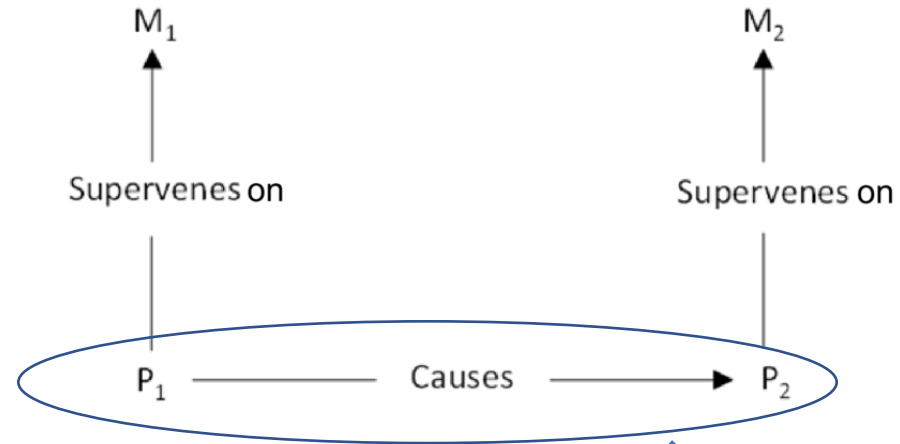 M₁ M₂
Supervenes on Supervenes on
P₁ Causes P₂